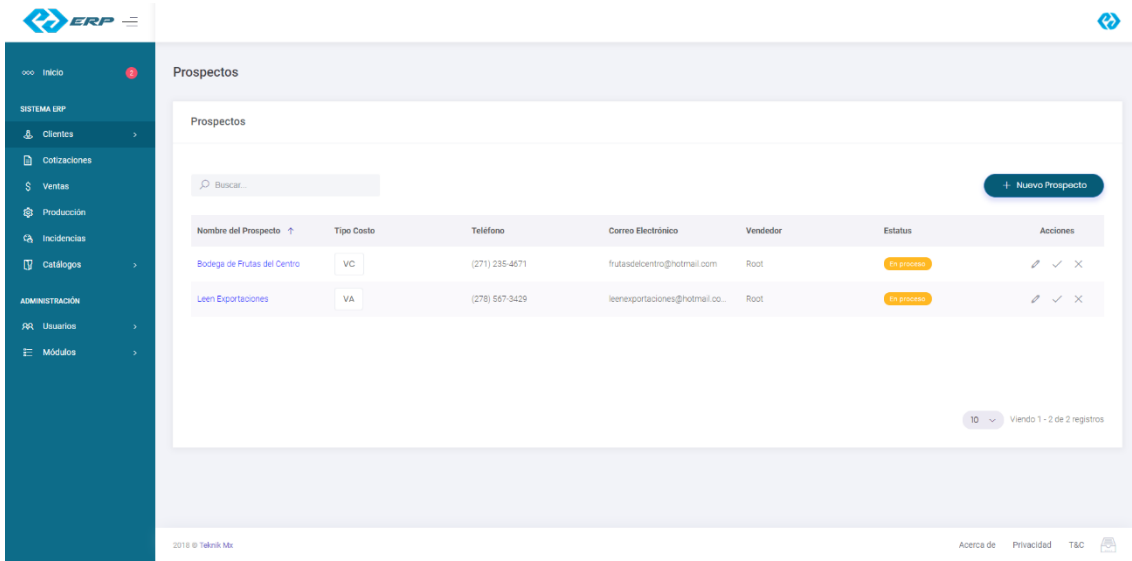 ERP
Inicio 2
SISTEMA ERP
Clientes
Cotizaciones
Ventas
Producción
Incidencias
Catálogos
ADMINISTRACIÓN
Usuarios
Módulos
Prospectos
Prospectos
Buscar...
+ Nuevo Prospecto
Nombre del Prospecto ↑ Tipo Costo Teléfono Correo Electrónico Vendedor Estatus Acciones
Bodega de Frutas del Centro VC (271) 235-4671 frutasdelcentro@hotmail.com Root En proceso
Leen Exportaciones VA (278) 567-3429 leenexportaciones@hotmail.co... Root En proceso
10 Viendo 1 - 2 de 2 registros
2018 © Teknik Mx Acerca de Privacidad T&C